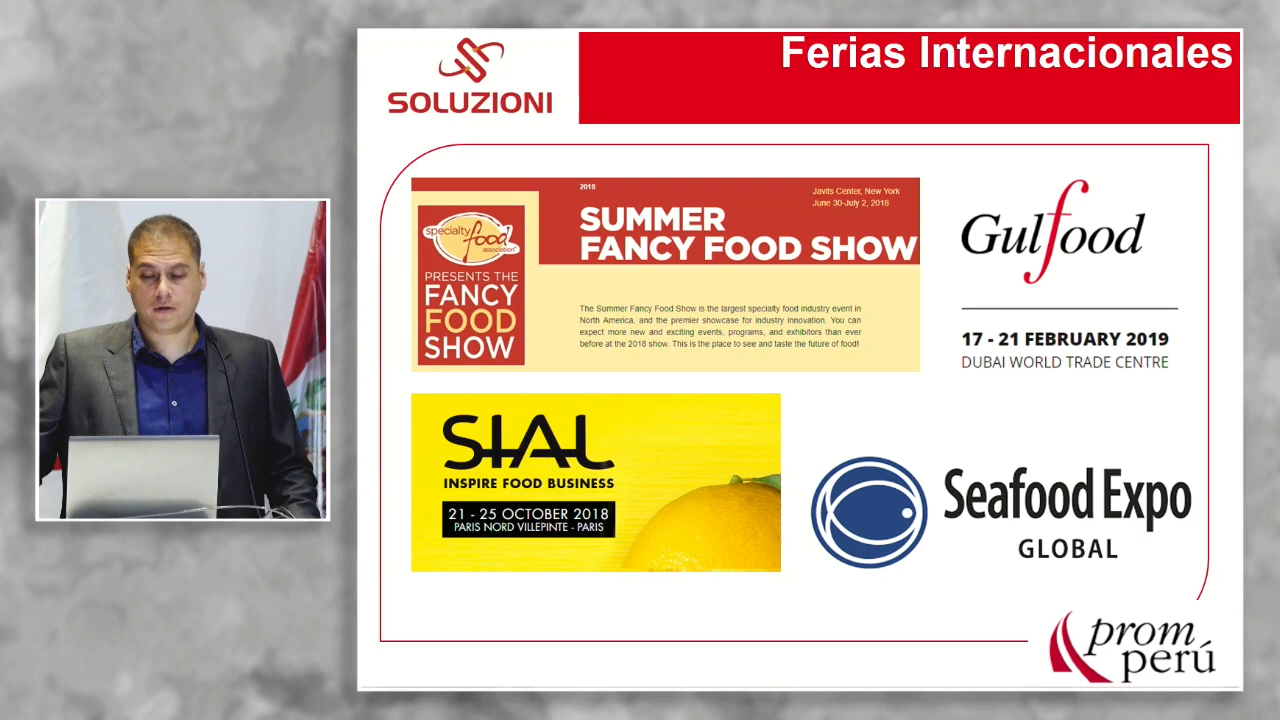 SOLUZIONI
Ferias Internacionales
2018
Javits Center, New York
June 30-July 2, 2018
SUMMER
FANCY FOOD SHOW
specialty
food
association
PRESENTS THE
FANCY
FOOD
SHOW
The Summer Fancy Food Show is the largest specialty food industry event in
North America, and the premier showcase for industry innovation. You can
expect more new and exciting events, programs, and exhibitors than ever
before at the 2018 show. This is the place to see and taste the future of food!
Gulfood
17 - 21 FEBRUARY 2019
DUBAI WORLD TRADE CENTRE
SIAL
INSPIRE FOOD BUSINESS
21 - 25 OCTOBER 2018
PARIS NORD VILLEPINTE - PARIS
Seafood Expo
GLOBAL
prom
perú